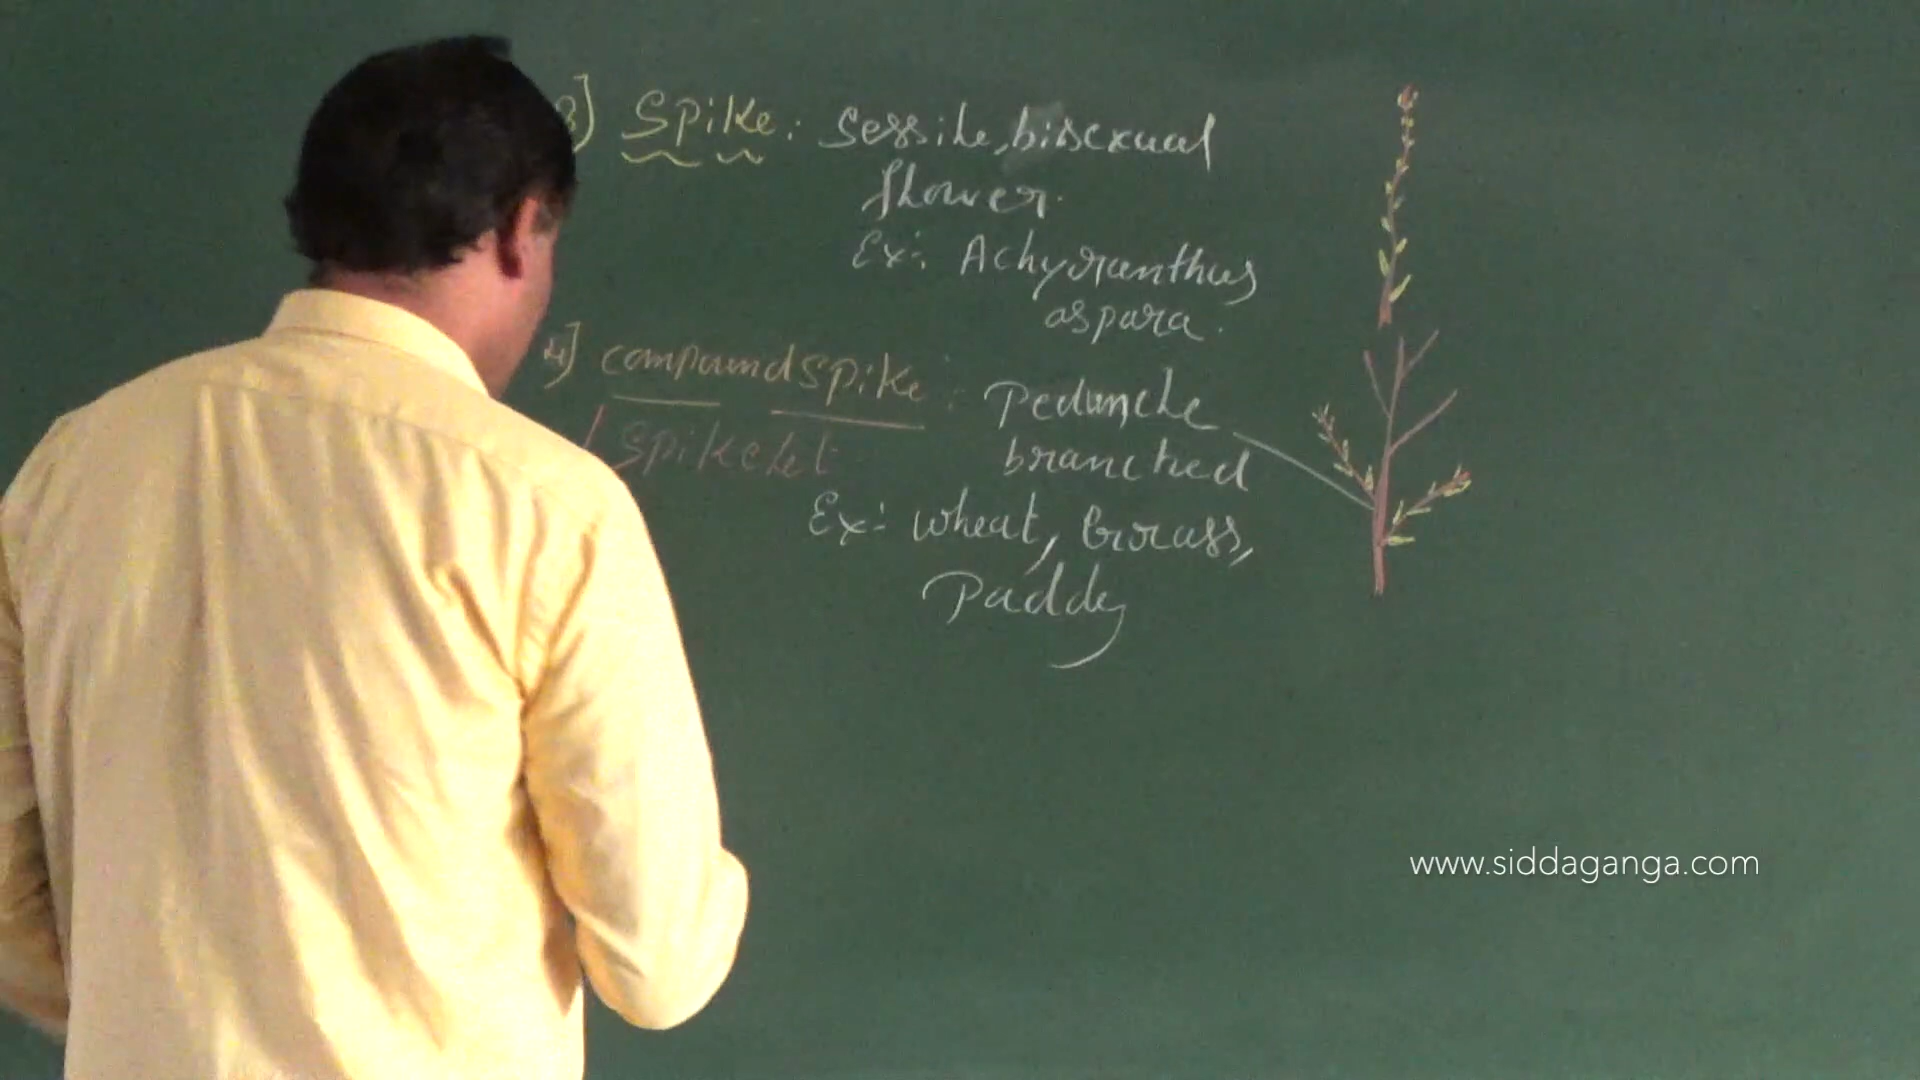 3] Spike: Sessile, bisexual
flower.
Ex: Achyranthus
aspara.
4] compound spike: Peduncle
/ spikelet
branched
Ex: wheat, Grass,
Paddy
www.siddaganga.com